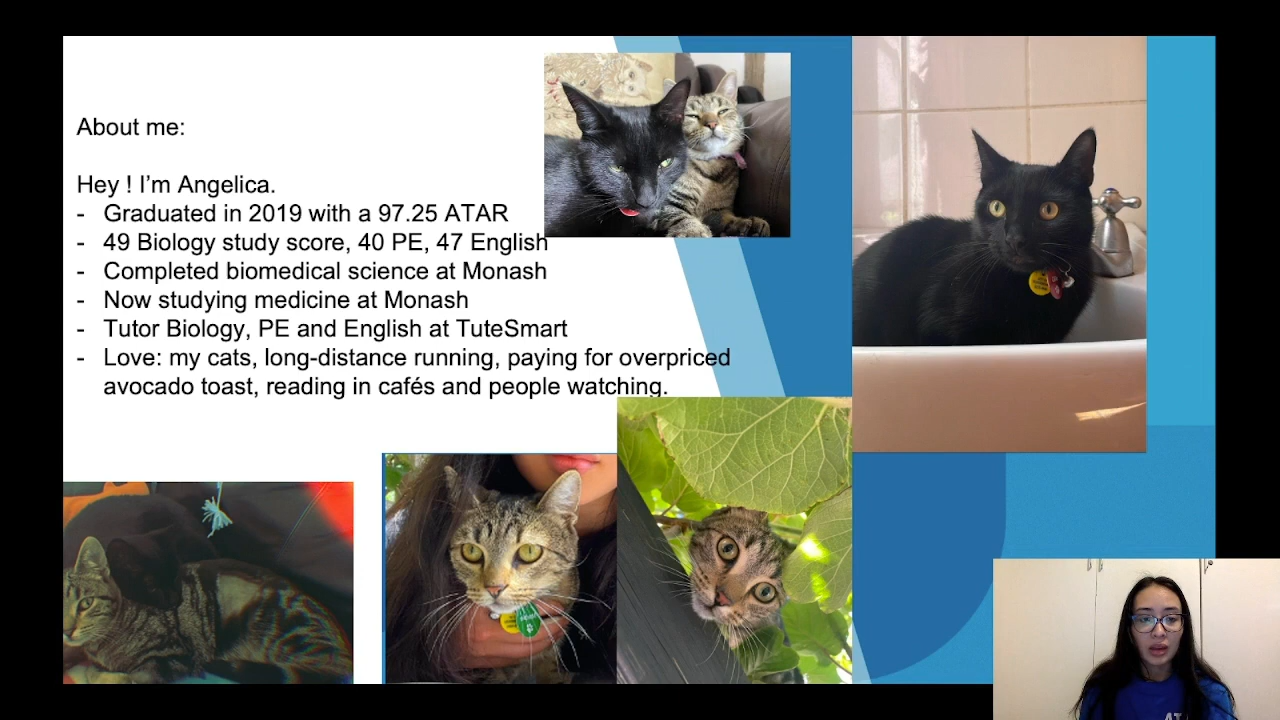 About me:
Hey ! I’m Angelica.
- Graduated in 2019 with a 97.25 ATAR
- 49 Biology study score, 40 PE, 47 English
- Completed biomedical science at Monash
- Now studying medicine at Monash
- Tutor Biology, PE and English at TuteSmart
- Love: my cats, long-distance running, paying for overpriced
avocado toast, reading in cafés and people watching.